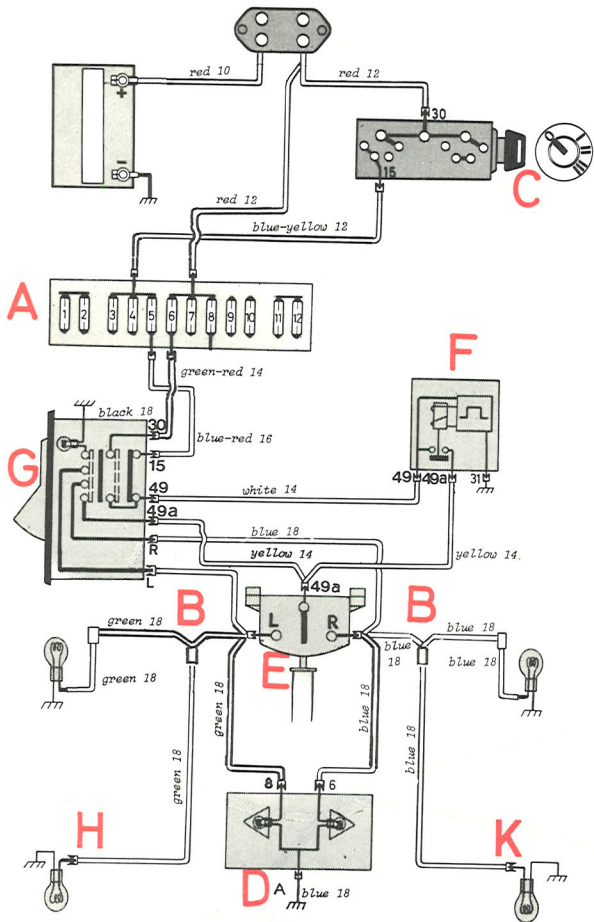 red 10
red 12
+
-
30
15
C
0
I
II
III
red 12
blue-yellow 12
A
1 2 3 4 5 6 7 8 9 10 11 12
green-red 14
F
black 18
30
blue-red 16
15
G
49
white 14
49 49a 31
49a
blue 18
R
yellow 14
yellow 14.
L
49a
B
B
green 18
L
R
blue 18
blue 18
blue 18
E
green 18
green 18
blue 18
green 18
blue 18
8
6
H
K
D
A
blue 18